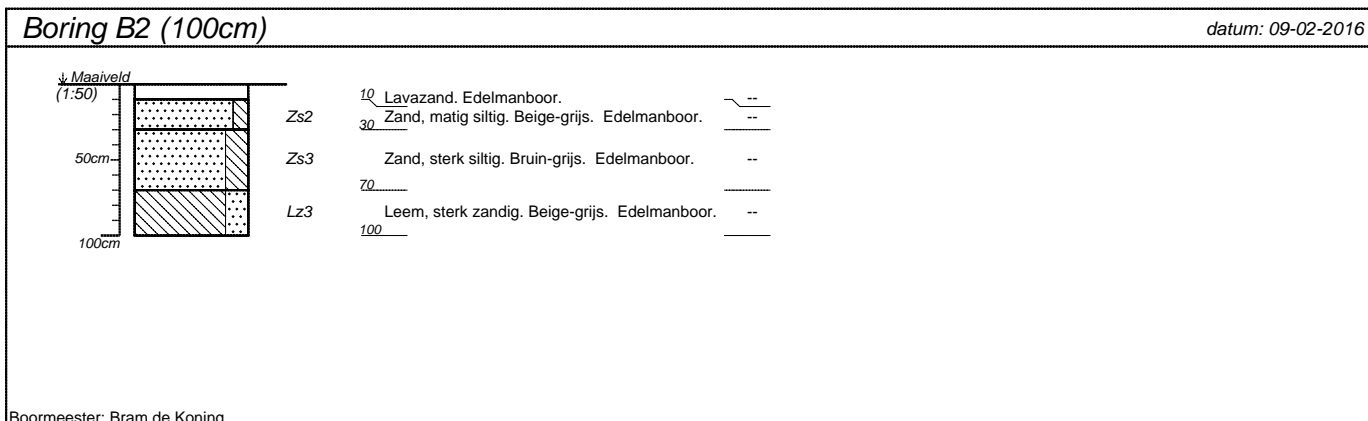 Boring B2 (100cm)
datum: 09-02-2016
Maaiveld
(1:50)
10 Lavazand. Edelmanboor. --
Zs2 Zand, matig siltig. Beige-grijs. Edelmanboor. --
30
50cm Zs3 Zand, sterk siltig. Bruin-grijs. Edelmanboor. --
70
Lz3 Leem, sterk zandig. Beige-grijs. Edelmanboor. --
100
100cm
Boormeester: Bram de Koning